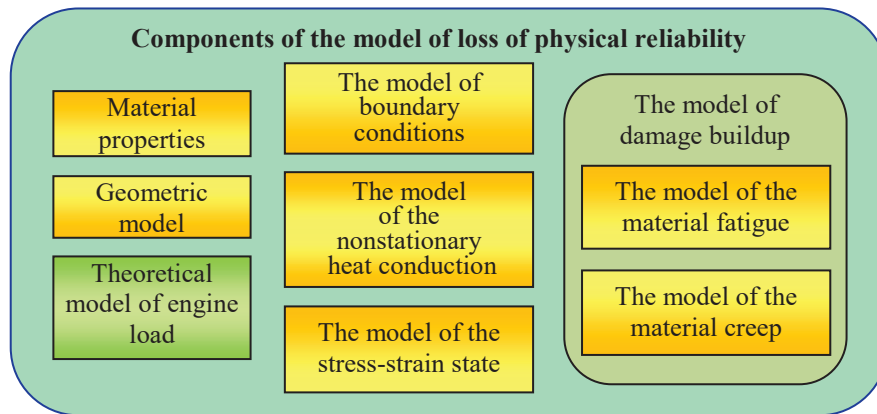 Components of the model of loss of physical reliability
Material
properties
Geometric
model
Theoretical
model of engine
load
The model of
boundary
conditions
The model
of the
nonstationary
heat conduction
The model of the
stress-strain state
The model of
damage buildup
The model of the
material fatigue
The model of the
material creep